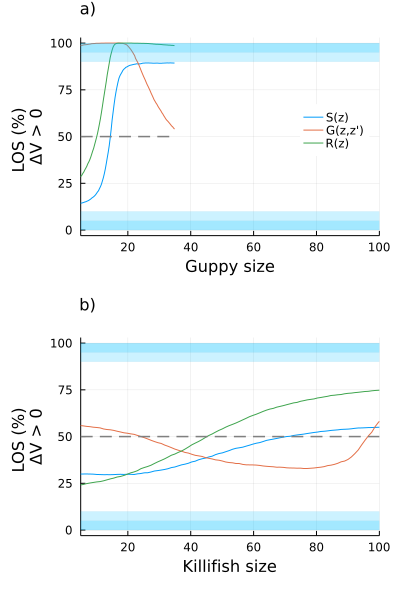 a)
LOS (%)
ΔV > 0
100
75
50
25
0
S(z)
G(z,z')
R(z)
20
40
60
80
100
Guppy size
b)
LOS (%)
ΔV > 0
100
75
50
25
0
20
40
60
80
100
Killifish size